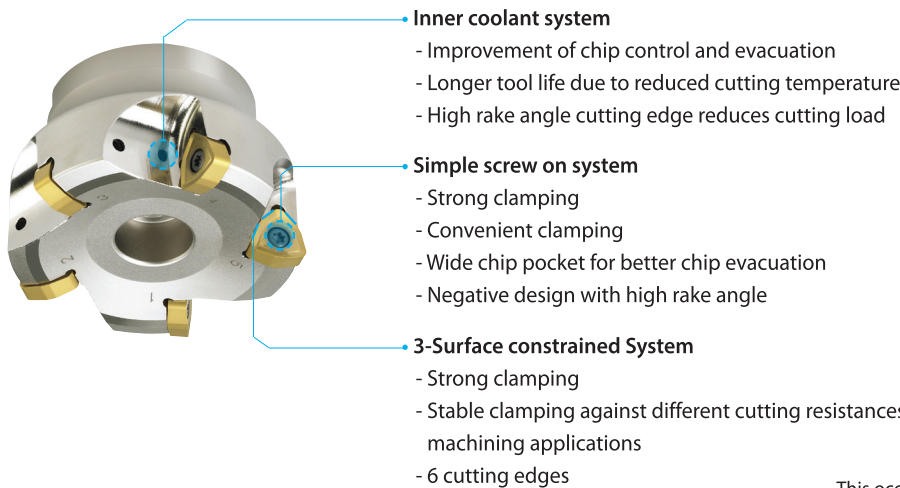 Inner coolant system
- Improvement of chip control and evacuation
- Longer tool life due to reduced cutting temperature
- High rake angle cutting edge reduces cutting load
Simple screw on system
- Strong clamping
- Convenient clamping
- Wide chip pocket for better chip evacuation
- Negative design with high rake angle
3-Surface constrained System
- Strong clamping
- Stable clamping against different cutting resistances
machining applications
- 6 cutting edges
This
3
4
5
2
1